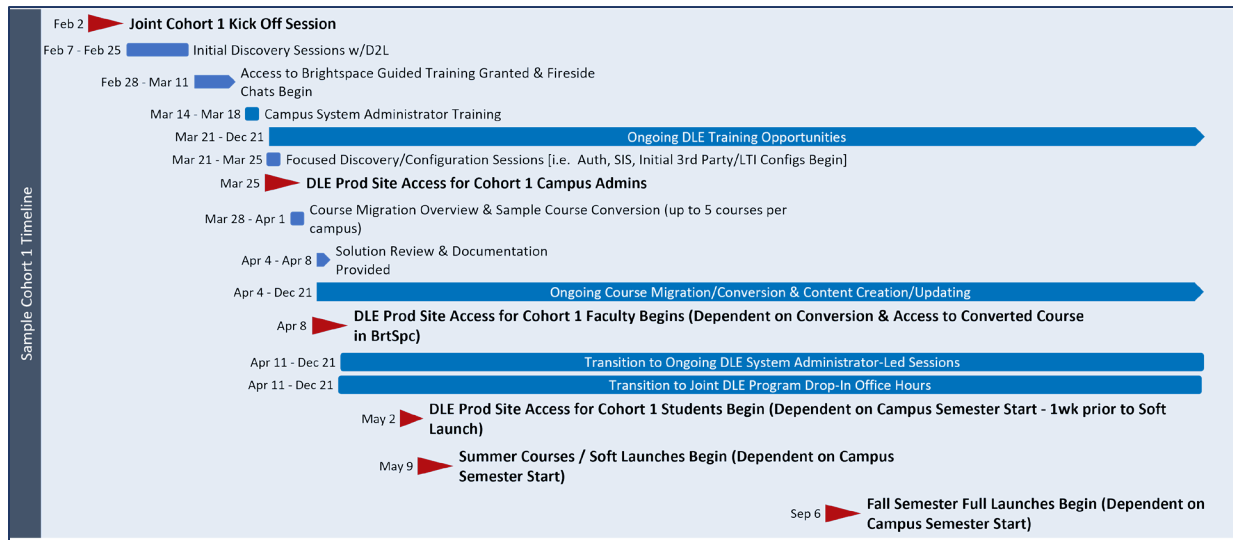 Sample Cohort 1 Timeline
Feb 2 Joint Cohort 1 Kick Off Session
Feb 7 - Feb 25 Initial Discovery Sessions w/D2L
Feb 28 - Mar 11 Access to Brightspace Guided Training Granted & Fireside
Chats Begin
Mar 14 - Mar 18 Campus System Administrator Training
Mar 21 - Dec 21 Ongoing DLE Training Opportunities
Mar 21 - Mar 25 Focused Discovery/Configuration Sessions [i.e. Auth, SIS, Initial 3rd Party/LTI Configs Begin]
Mar 25 DLE Prod Site Access for Cohort 1 Campus Admins
Mar 28 - Apr 1 Course Migration Overview & Sample Course Conversion (up to 5 courses per
campus)
Apr 4 - Apr 8 Solution Review & Documentation
Provided
Apr 4 - Dec 21 Ongoing Course Migration/Conversion & Content Creation/Updating
Apr 8 DLE Prod Site Access for Cohort 1 Faculty Begins (Dependent on Conversion & Access to Converted Course
in BrtSpc)
Apr 11 - Dec 21 Transition to Ongoing DLE System Administrator-Led Sessions
Apr 11 - Dec 21 Transition to Joint DLE Program Drop-In Office Hours
May 2 DLE Prod Site Access for Cohort 1 Students Begin (Dependent on Campus Semester Start - 1wk prior to Soft
Launch)
May 9 Summer Courses / Soft Launches Begin (Dependent on Campus
Semester Start)
Sep 6 Fall Semester Full Launches Begin (Dependent on
Campus Semester Start)